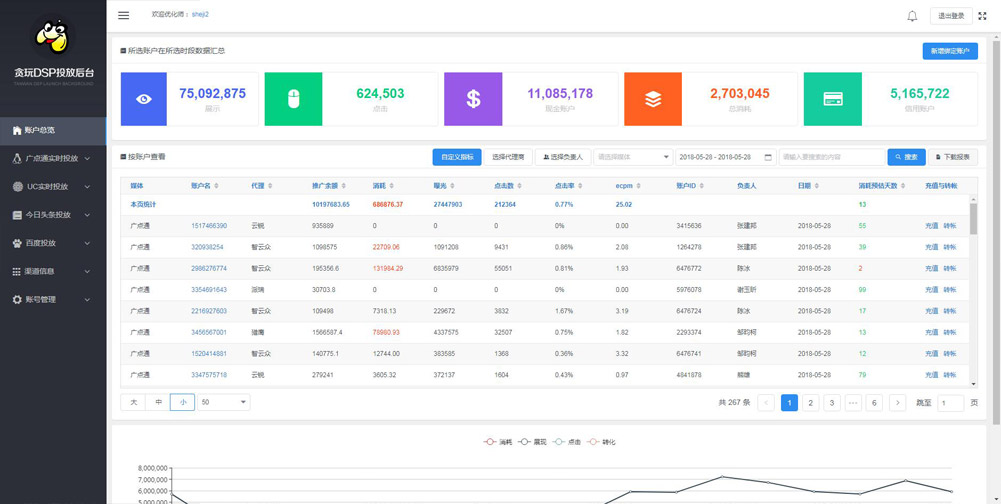 欢迎优化师： sheji2
退出登录
贪玩DSP投放后台
账户总览
广点通实时投放
UC实时投放
今日头条投放
百度投放
渠道信息
账号管理
所选账户在所选时段数据汇总
新增绑定账户
75,092,875
展示
624,503
点击
11,085,178
现金账户
2,703,045
总消耗
5,165,722
信用账户
按账户查看
自定义指标 选择代理商 选择负责人 请选择媒体 2018-05-28 - 2018-05-28 请输入要搜索的内容 搜索 下载报表
媒体 账户名 代理 推广余额 消耗 曝光 点击数 点击率 ecpm 账户ID 负责人 日期 消耗预估天数 充值与转帐
本页统计 10197683.65 686876.37 27447903 212364 0.77% 25.02 13
广点通 1517466390 云锐 935889 0 0 0 0% 0.00 3415636 张建邦 2018-05-28 55 充值 转帐
广点通 320938254 智云众 1098575 22709.06 1091208 9431 0.86% 2.08 1264278 张建邦 2018-05-28 39 充值 转帐
广点通 2986276774 智云众 195356.6 131984.29 6835979 55051 0.81% 1.93 6476772 陈冰 2018-05-28 2 充值 转帐
广点通 3354691643 派瑞 30703.8 0 0 0 0% 0.00 5976078 谢玉昕 2018-05-28 99 充值 转帐
广点通 2216927603 智云众 109498 7318.13 229672 3832 1.67% 3.19 6476724 陈冰 2018-05-28 17 充值 转帐
广点通 3456567001 猎鹰 1566587.4 78980.93 4337575 32507 0.75% 1.82 2293374 邹昀柯 2018-05-28 13 充值 转帐
广点通 1520414881 智云众 140775.1 12744.00 383585 1368 0.36% 3.32 6476741 邹昀柯 2018-05-28 12 充值 转帐
广点通 3347575718 云锐 279241 3605.32 372137 1604 0.43% 0.97 4841878 熊雄 2018-05-28 79 充值 转帐
大 中 小 50
共 267 条 1 2 3 ••• 6 跳至 1 页
消耗 展现 点击 转化
8,000,000
7,000,000
6,000,000
5,000,000